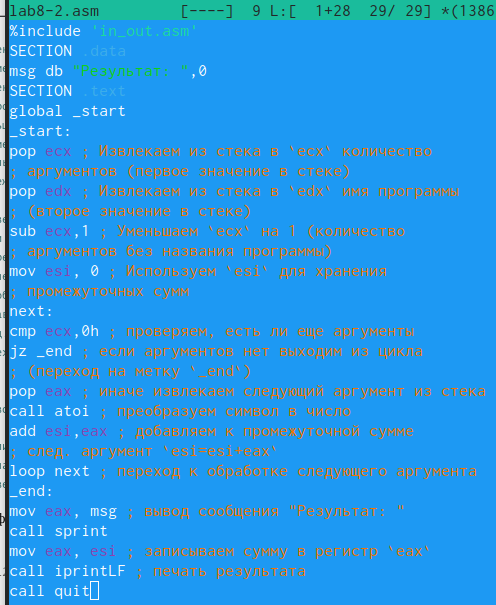 lab8-2.asm [----] 9 L:[ 1+28 29/ 29] *(1386
%include 'in_out.asm'
SECTION .data
msg db "Результат: ",0
SECTION .text
global _start
_start:
pop ecx ; Извлекаем из стека в `ecx` количество
; аргументов (первое значение в стеке)
pop edx ; Извлекаем из стека в `edx` имя программы
; (второе значение в стеке)
sub ecx,1 ; Уменьшаем `ecx` на 1 (количество
; аргументов без названия программы)
mov esi, 0 ; Используем `esi` для хранения
; промежуточных сумм
next:
cmp ecx,0h ; проверяем, есть ли еще аргументы
jz _end ; если аргументов нет выходим из цикла
; (переход на метку `_end`)
pop eax ; иначе извлекаем следующий аргумент из стека
call atoi ; преобразуем символ в число
add esi,eax ; добавляем к промежуточной сумме
; след. аргумент `esi=esi+eax`
loop next ; переход к обработке следующего аргумента
_end:
mov eax, msg ; вывод сообщения "Результат: "
call sprint
mov eax, esi ; записываем сумму в регистр `eax`
call iprintLF ; печать результата
call quit